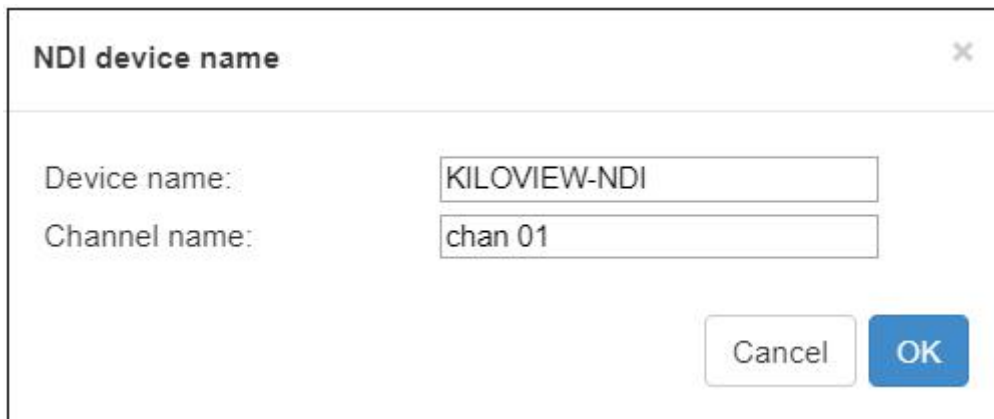 NDI device name ×
Device name: KILOVIEW-NDI
Channel name: chan 01
Cancel OK